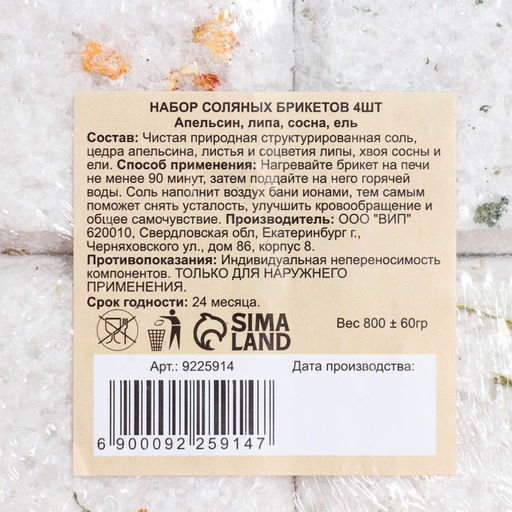 НАБОР СОЛЯНЫХ БРИКЕТОВ 4ШТ
Апельсин, липа, сосна, ель
Состав: Чистая природная структурированная соль,
цедра апельсина, листья и соцветия липы, хвоя сосны и
ели. Способ применения: Нагревайте брикет на печи
не менее 90 минут, затем поддайте на него горячей
воды. Соль наполнит воздух бани ионами, тем самым
поможет снять усталость, улучшить кровообращение и
общее самочувствие. Производитель: ООО "ВИП"
620010, Свердловская обл, Екатеринбург г.,
Черняховского ул., дом 86, корпус 8.
Противопоказания: Индивидуальная непереносимость
компонентов. ТОЛЬКО ДЛЯ НАРУЖНЕГО
ПРИМЕНЕНИЯ.
Срок годности: 24 месяца.
SIMA
LAND
Вес 800 ± 60гр
Арт.: 9225914
Дата производства:
6 900092 259147